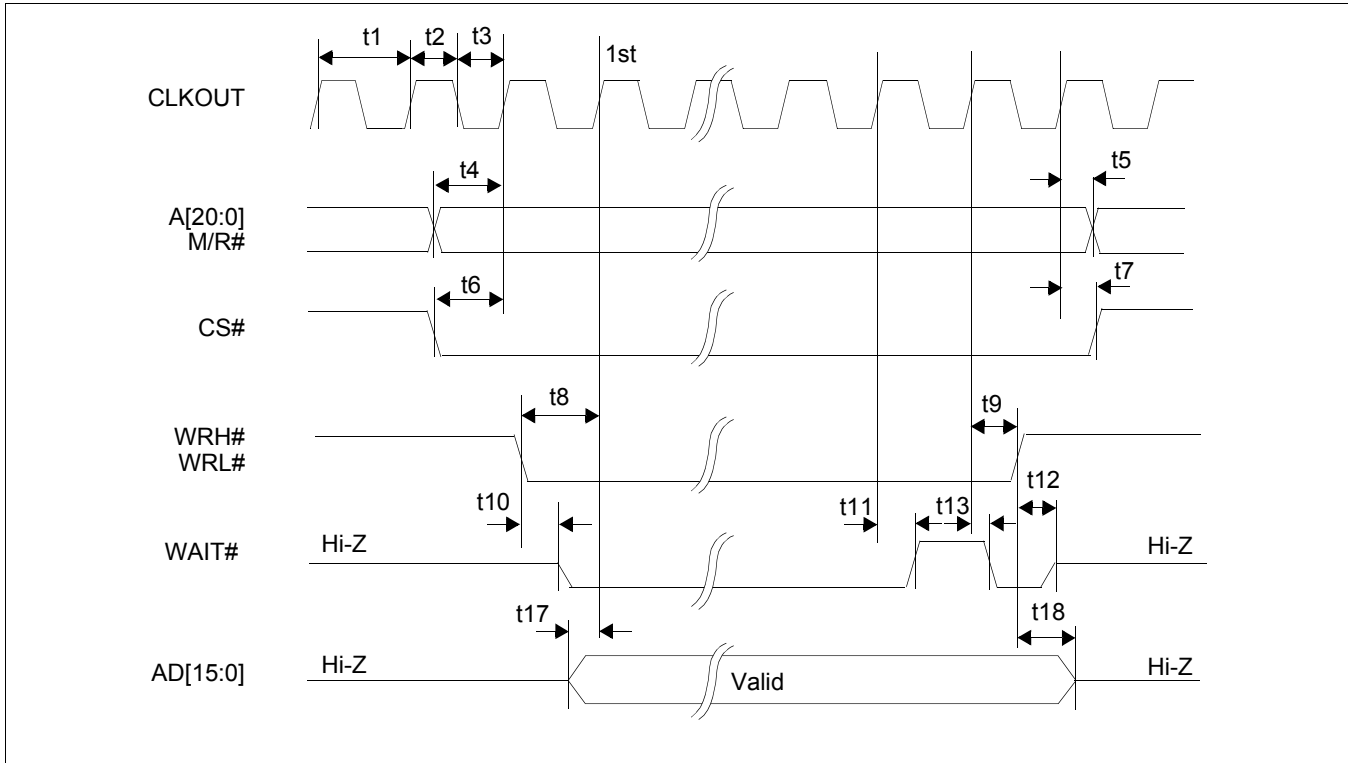 t1 t2 t3
1st
CLKOUT
t4 t5
A[20:0]
M/R#
t6 t7
CS#
t8 t9
WRH#
WRL#
t10 t11 t13 t12
WAIT# Hi-Z Hi-Z
t17 t18
AD[15:0] Hi-Z Valid Hi-Z